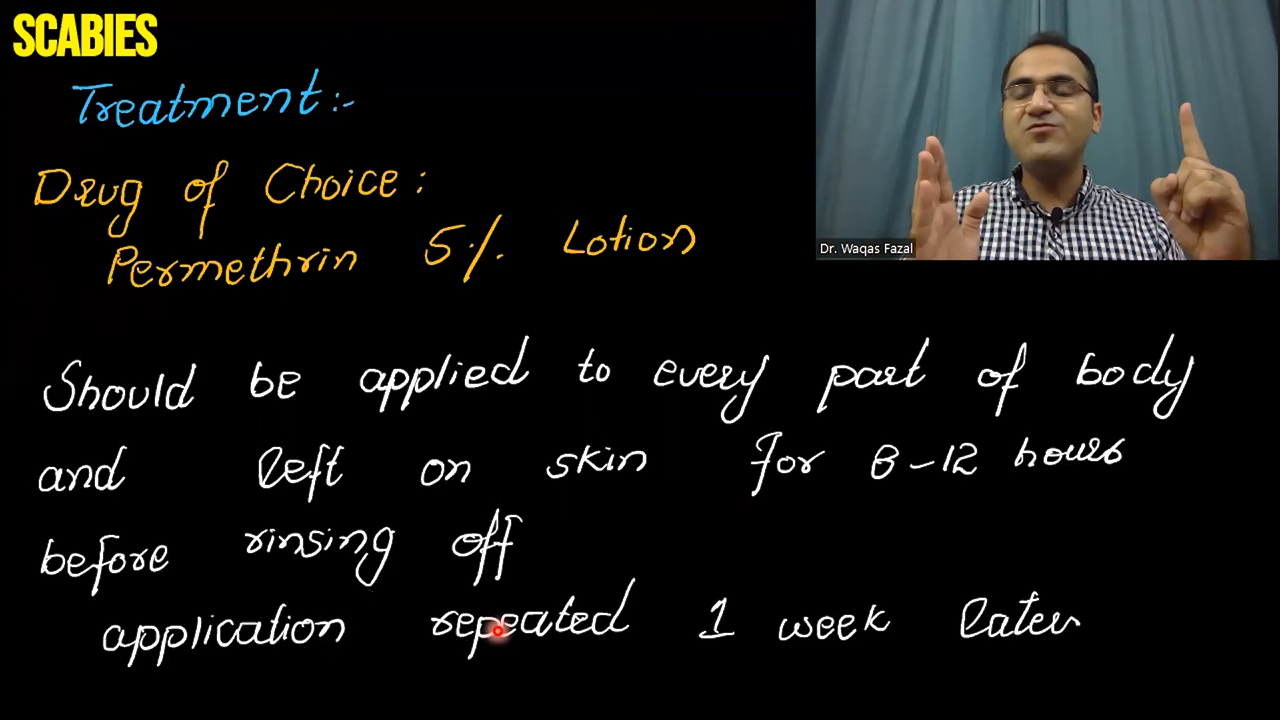 SCABIES
Treatment:-
Drug of Choice:
Permethrin 5% Lotion
Dr. Waqas Fazal
Should be applied to every part of body
and left on skin for 8-12 hours
before rinsing off
application repeated 1 week later